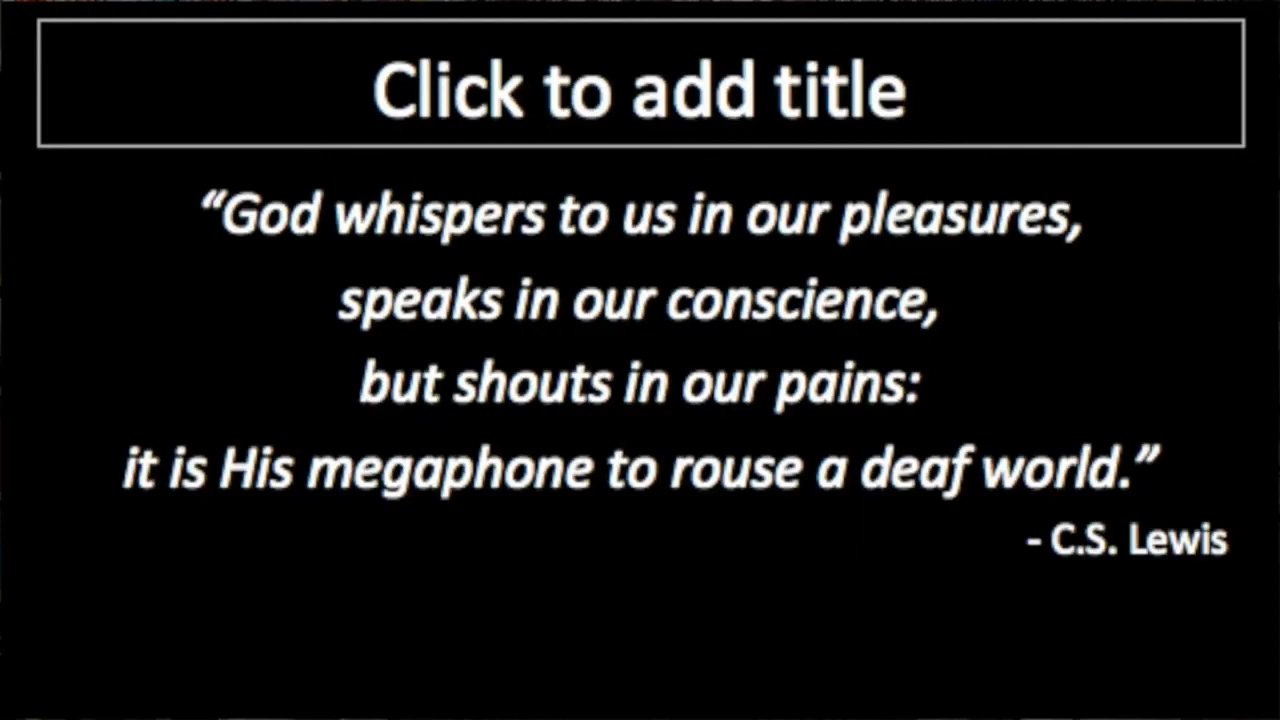 Click to add title
“God whispers to us in our pleasures,
speaks in our conscience,
but shouts in our pains:
it is His megaphone to rouse a deaf world.”
- C.S. Lewis